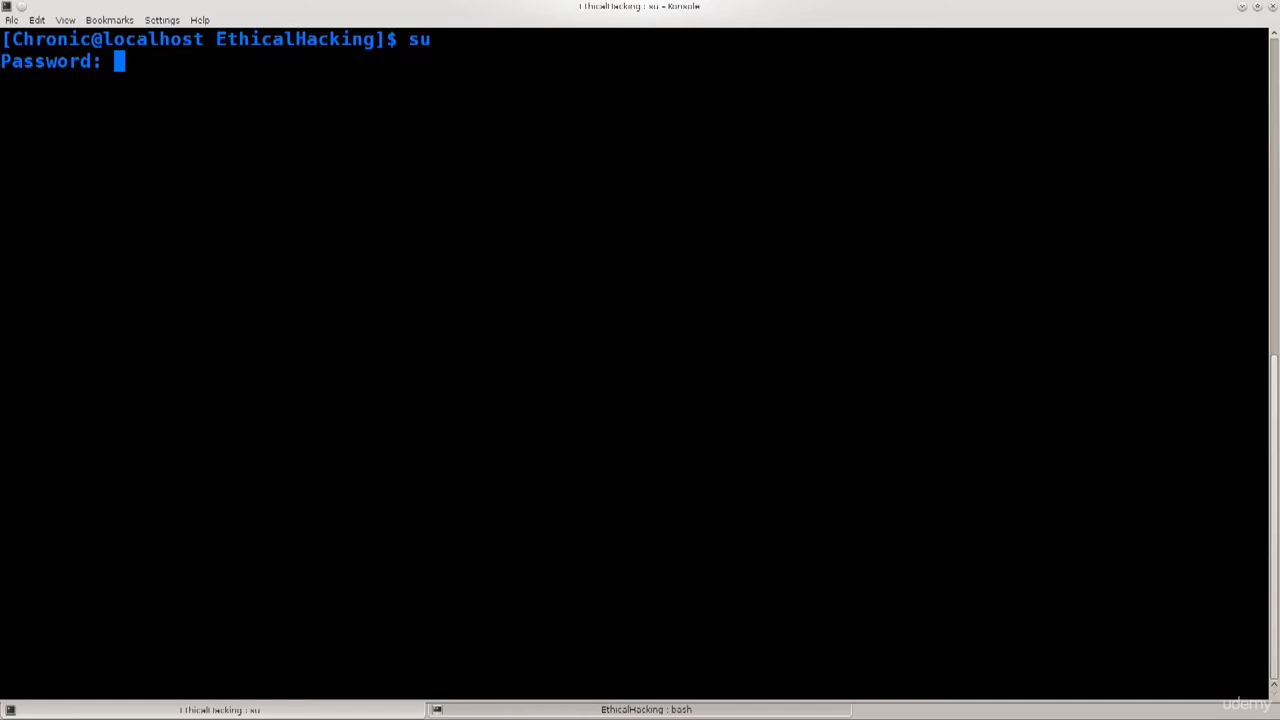 EthicalHacking : su - Konsole
File Edit View Bookmarks Settings Help
[Chronic@localhost EthicalHacking]$ su
Password:
EthicalHacking : su
EthicalHacking : bash
udemy